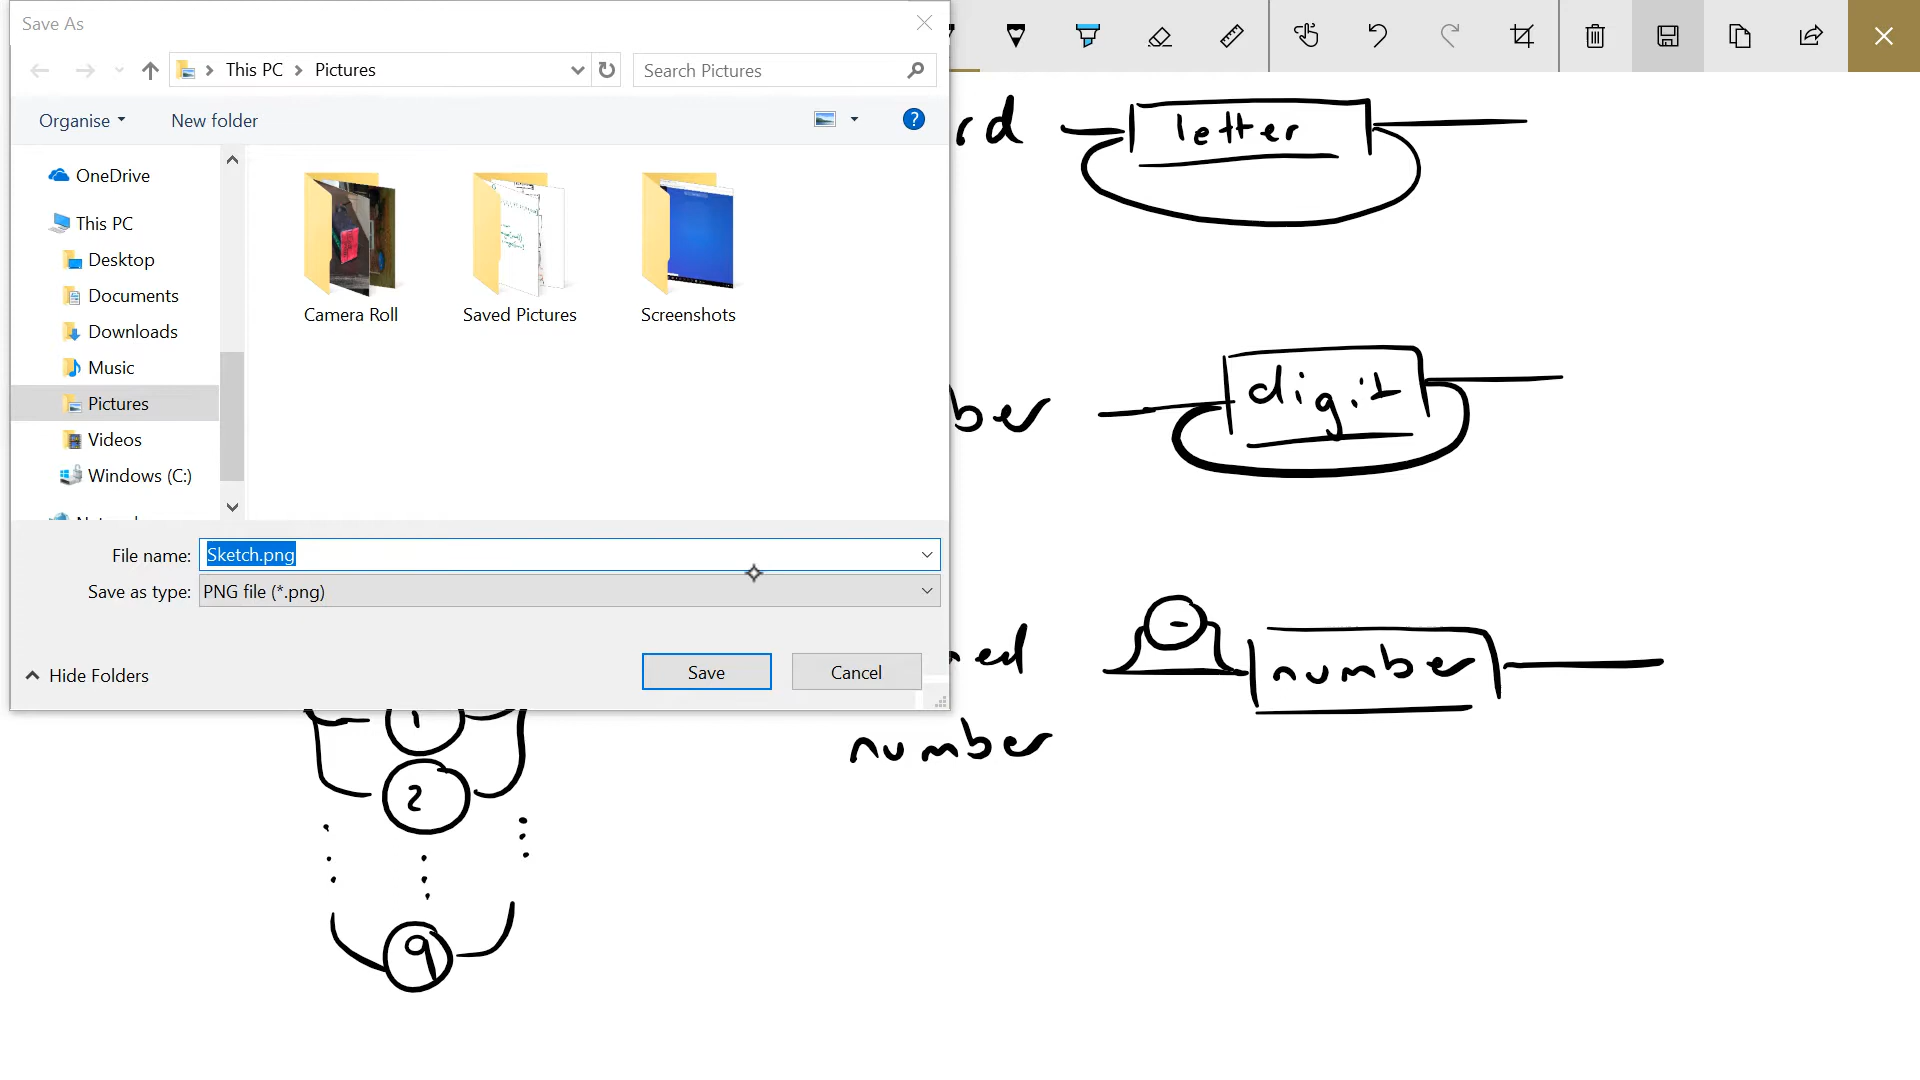 Save As
This PC > Pictures
Search Pictures
Organise
New folder
OneDrive
This PC
Desktop
Documents
Downloads
Music
Pictures
Videos
Windows (C:)
Camera Roll
Saved Pictures
Screenshots
File name: Sketch.png
Save as type: PNG file (*.png)
Hide Folders
Save
Cancel
rd
letter
ber
digit
ned
number
-
number
1
2
9